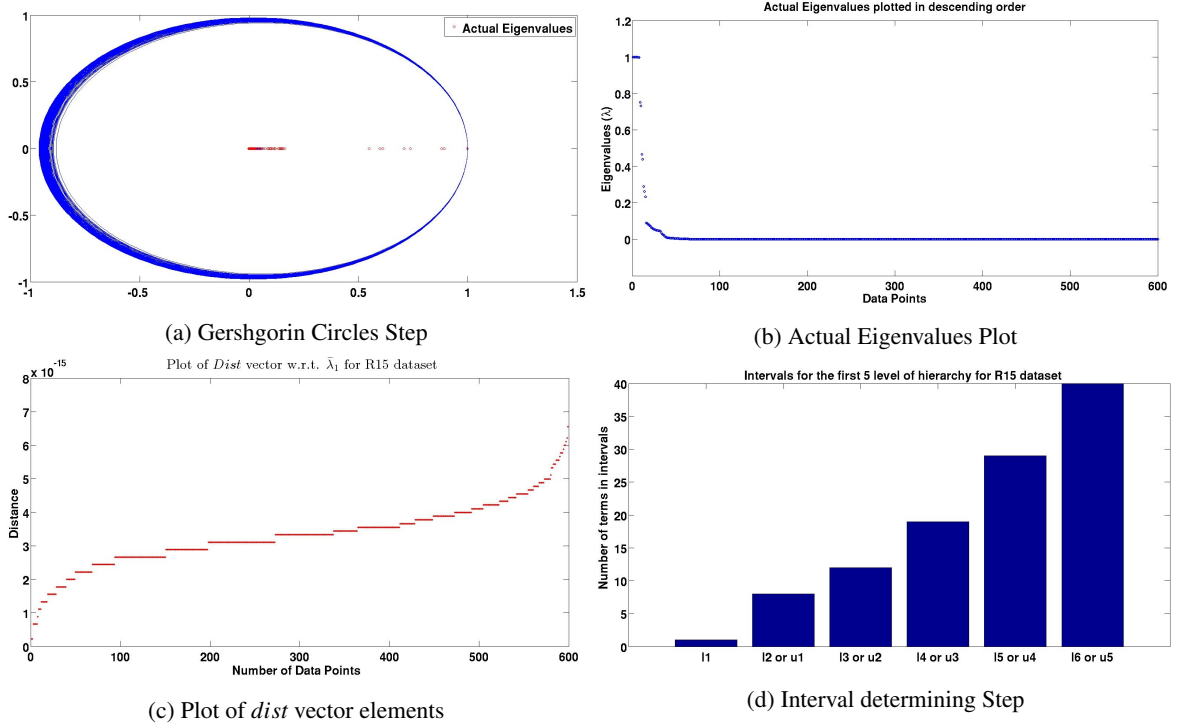 Actual Eigenvalues
1
0.5
0
-0.5
-1
-1
-0.5
0
0.5
1
1.5
(a) Gershgorin Circles Step
Actual Eigenvalues plotted in descending order
1.2
1
0.8
0.6
0.4
0.2
0
Eigenvalues (λ)
0
100
200
300
400
500
600
Data Points
(b) Actual Eigenvalues Plot
Plot of Dist vector w.r.t. λ̄₁ for R15 dataset
x 10⁻¹⁵
8
7
6
5
4
3
2
1
0
Distance
0
100
200
300
400
500
600
Number of Data Points
(c) Plot of dist vector elements
Intervals for the first 5 level of hierarchy for R15 dataset
40
35
30
25
20
15
10
5
0
Number of terms in intervals
l1
l2 or u1
l3 or u2
l4 or u3
l5 or u4
l6 or u5
(d) Interval determining Step